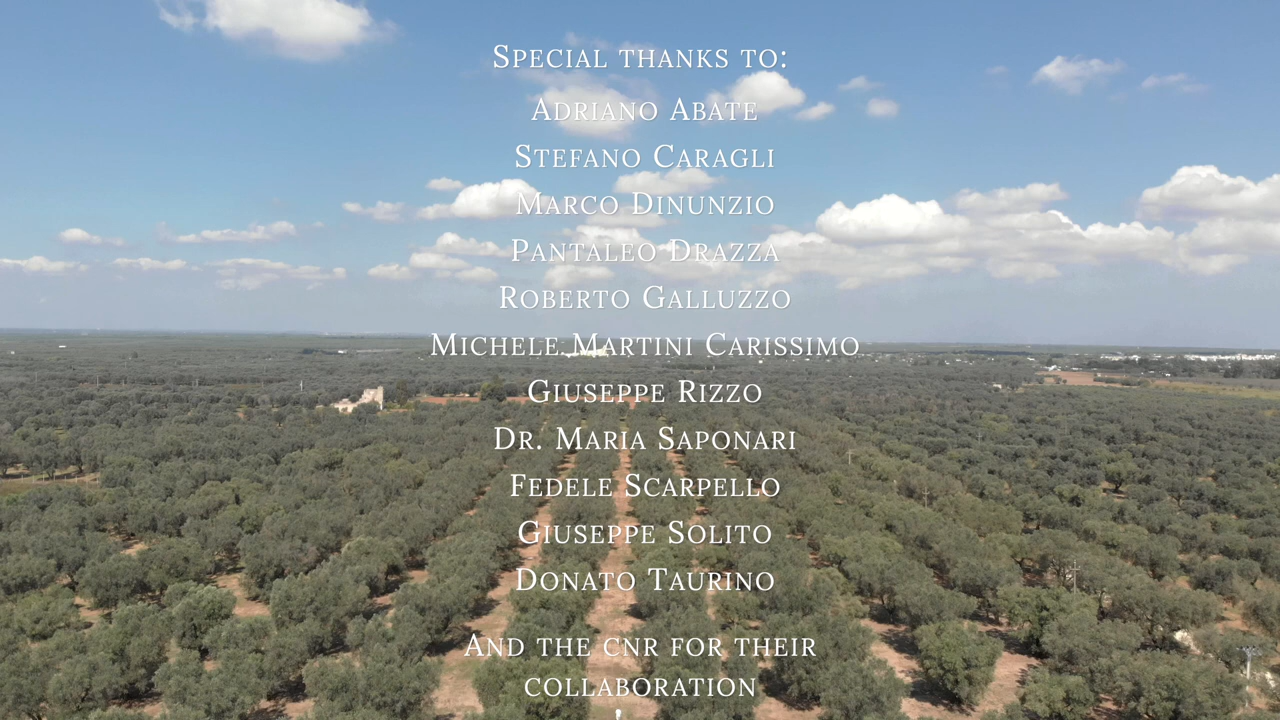 Special thanks to:
Adriano Abate
Stefano Caragli
Marco Dinunzio
Pantaleo Drazza
Roberto Galluzzo
Michele Martini Carissimo
Giuseppe Rizzo
Dr. Maria Saponari
Fedele Scarpello
Giuseppe Solito
Donato Taurino
And the cnr for their
collaboration